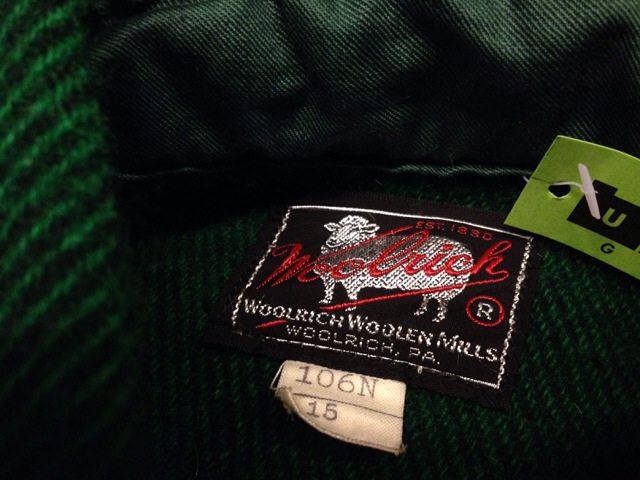 EST. 1830
Woolrich
®
WOOLRICH WOOLEN MILLS
WOOLRICH, PA.
106N
15
U
G